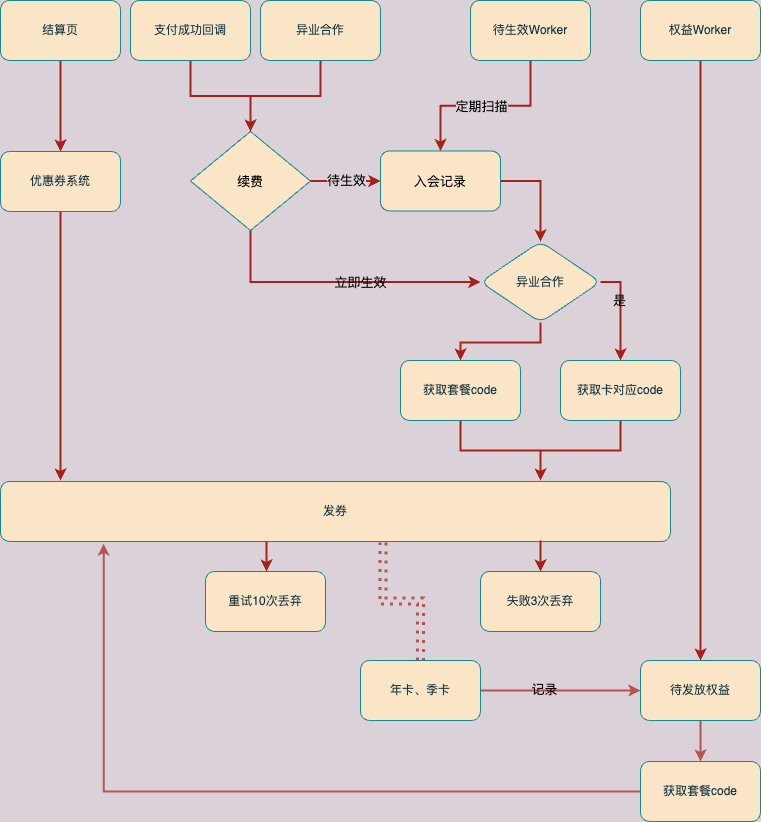 结算页
支付成功回调
异业合作
待生效Worker
权益Worker
定期扫描
优惠券系统
续费
待生效
入会记录
立即生效
异业合作
是
获取套餐code
获取卡对应code
发券
重试10次丢弃
失败3次丢弃
年卡、季卡
记录
待发放权益
获取套餐code